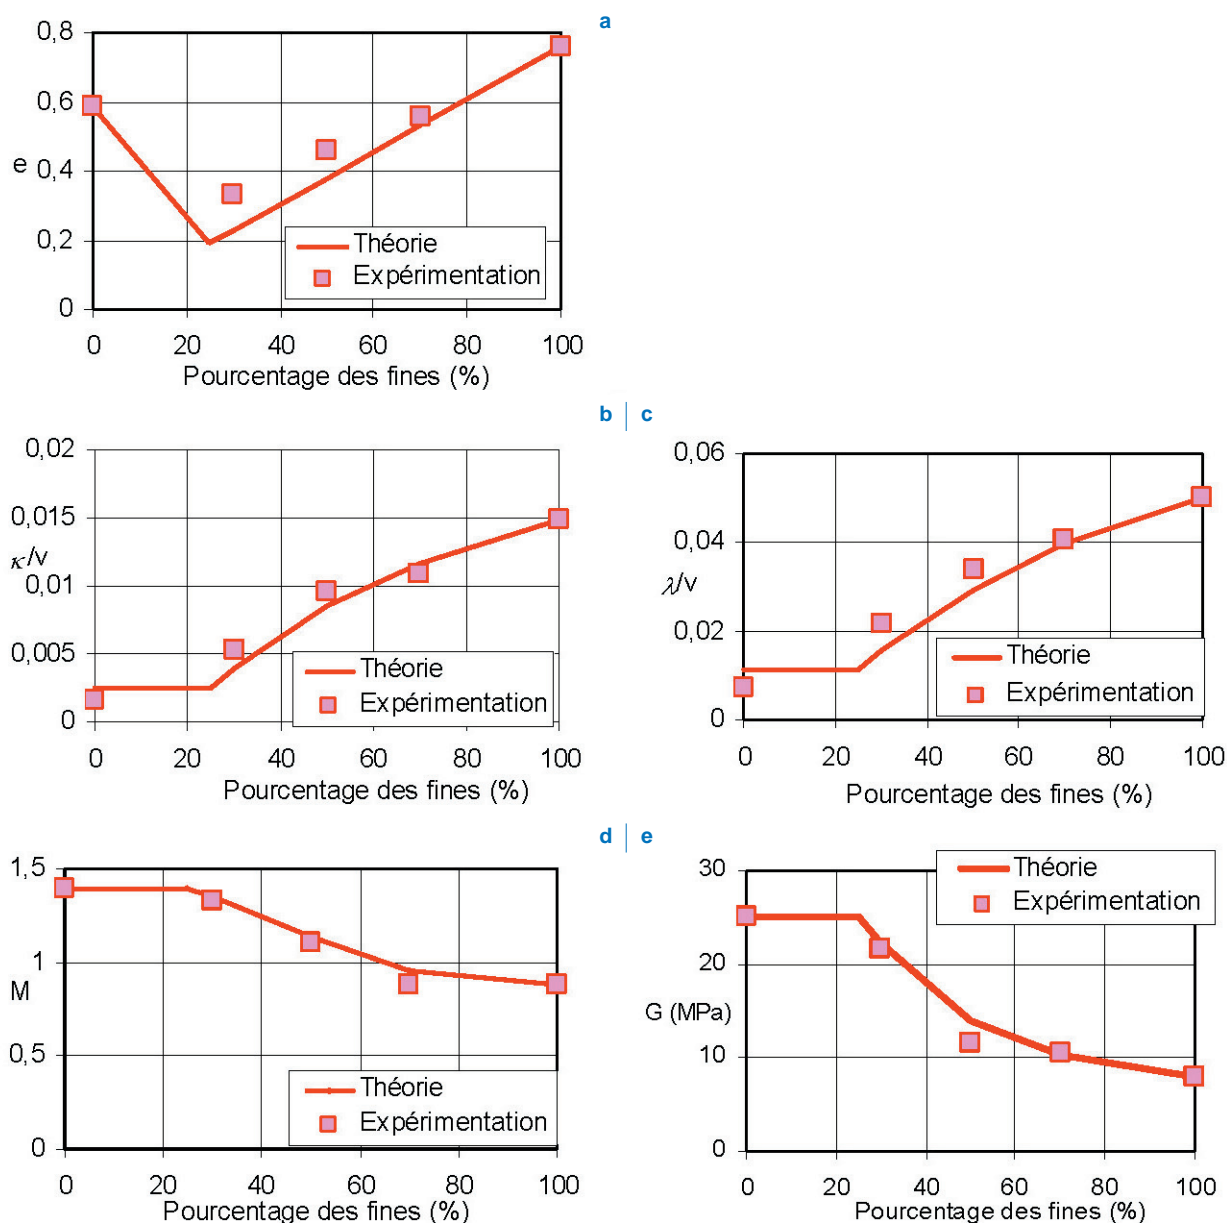 a
0,8
0,6
e
0,4
0,2
0
Théorie
Expérimentation
0 20 40 60 80 100
Pourcentage des fines (%)
b | c
0,02
0,015
κ/v
0,01
0,005
0
Théorie
Expérimentation
0 20 40 60 80 100
Pourcentage des fines (%)
0,06
0,04
λ/v
0,02
0
Théorie
Expérimentation
0 20 40 60 80 100
Pourcentage des fines (%)
d | e
1,5
1
M
0,5
0
Théorie
Expérimentation
0 20 40 60 80 100
Pourcentage des fines (%)
30
Théorie
Expérimentation
20
G (MPa)
10
0
0 20 40 60 80 100
Pourcentage des fines (%)